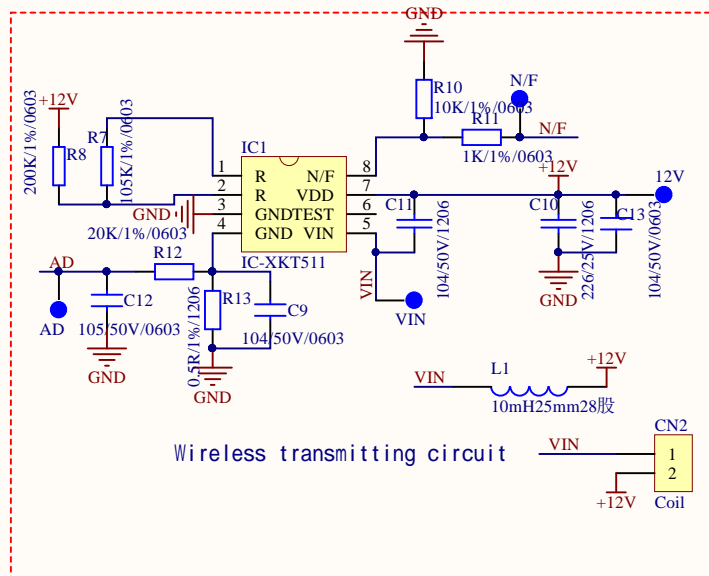 GND
+12V
200K/1%/0603
R8
R7
105K/1%/0603
R10
10K/1%/0603
R11
1K/1%/0603
N/F
N/F
IC1
1
2
3
4
R
R
GND
GND
N/F
VDD
TEST
VIN
8
7
6
5
IC-XKT511
GND
20K/1%/0603
+12V
12V
C11
104/50V/1206
C10
226/25V/1206
C13
104/50V/0603
GND
VIN
VIN
AD
AD
R12
C12
105/50V/0603
GND
R13
0.5R/1%/1206
C9
104/50V/0603
GND
VIN
L1
+12V
10mH25mm28股
Wireless transmitting circuit
VIN
CN2
1
2
+12V
Coil